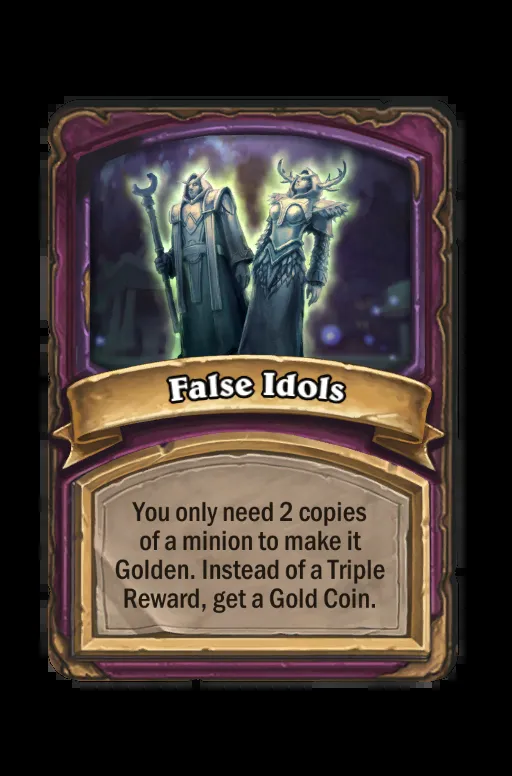 False Idols
You only need 2 copies
of a minion to make it
Golden. Instead of a Triple
Reward, get a Gold Coin.